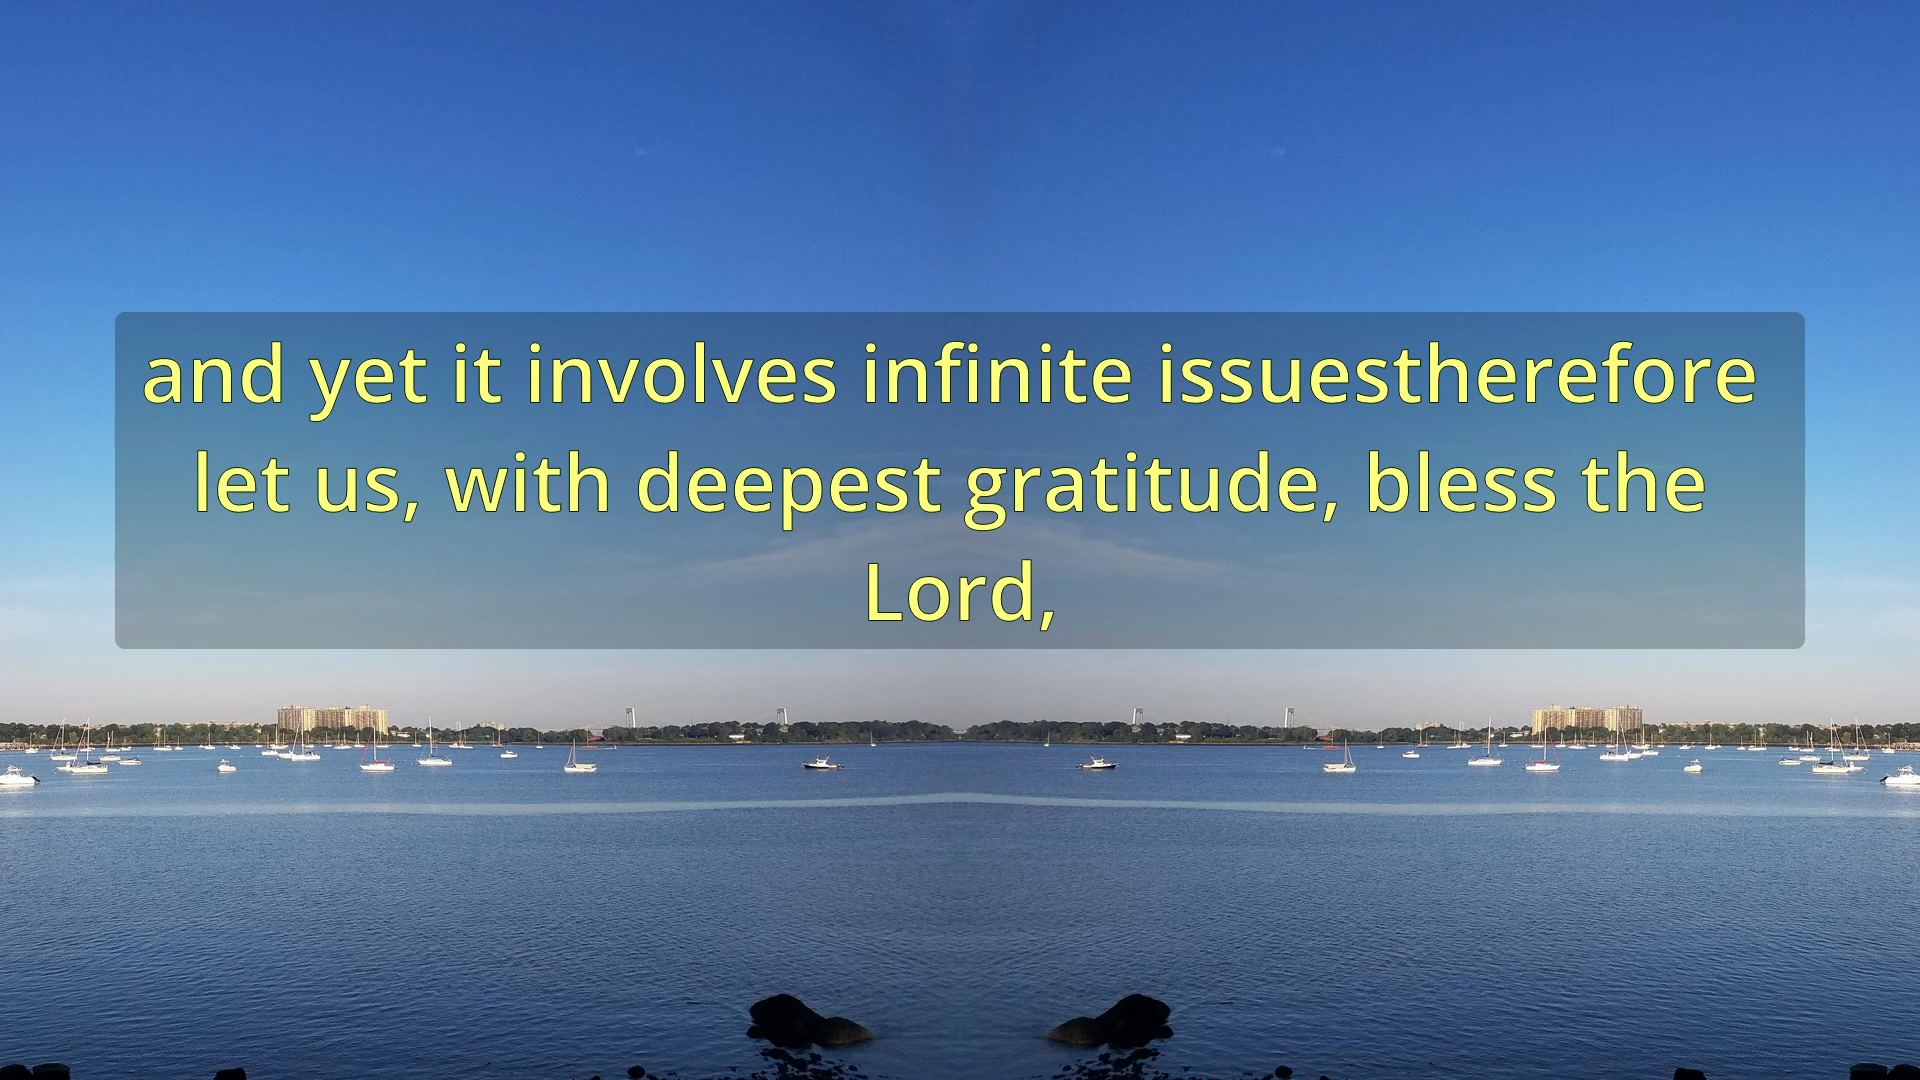 and yet it involves infinite issuestherefore
let us, with deepest gratitude, bless the
Lord,